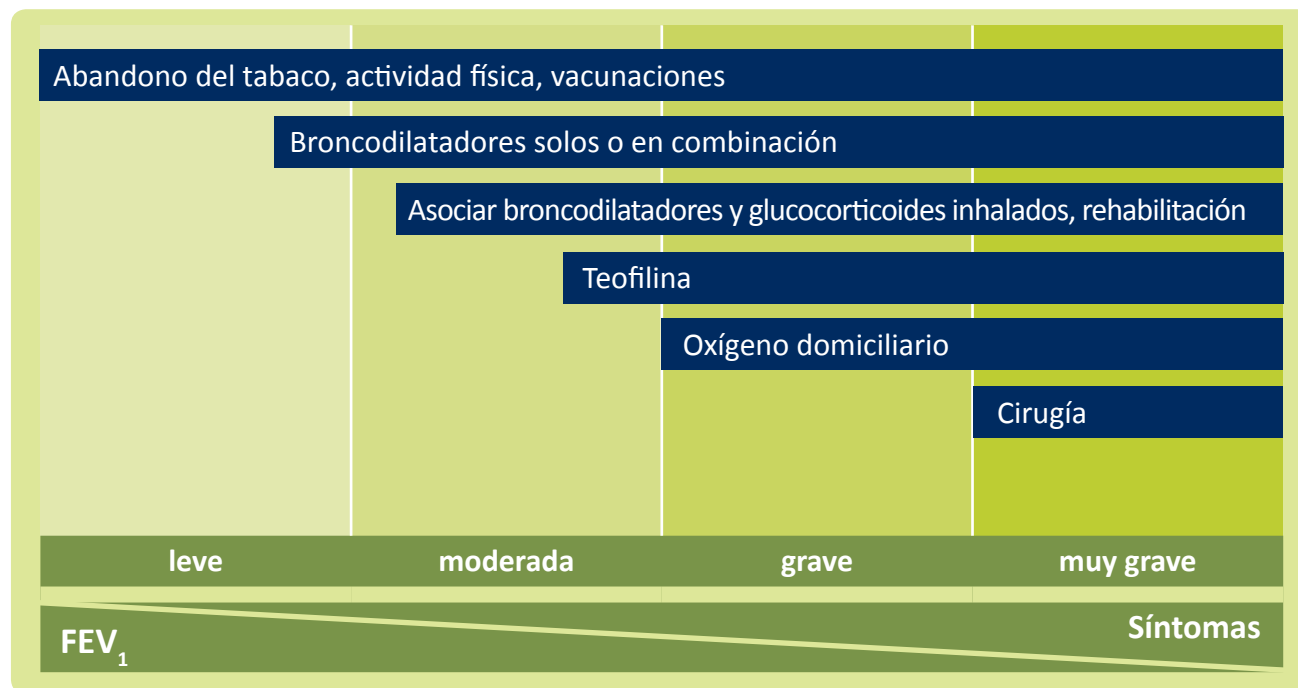 Abandono del tabaco, actividad física, vacunaciones
Broncodilatadores solos o en combinación
Asociar broncodilatadores y glucocorticoides inhalados, rehabilitación
Teofilina
Oxígeno domiciliario
Cirugía
leve moderada grave muy grave
FEV₁ Síntomas